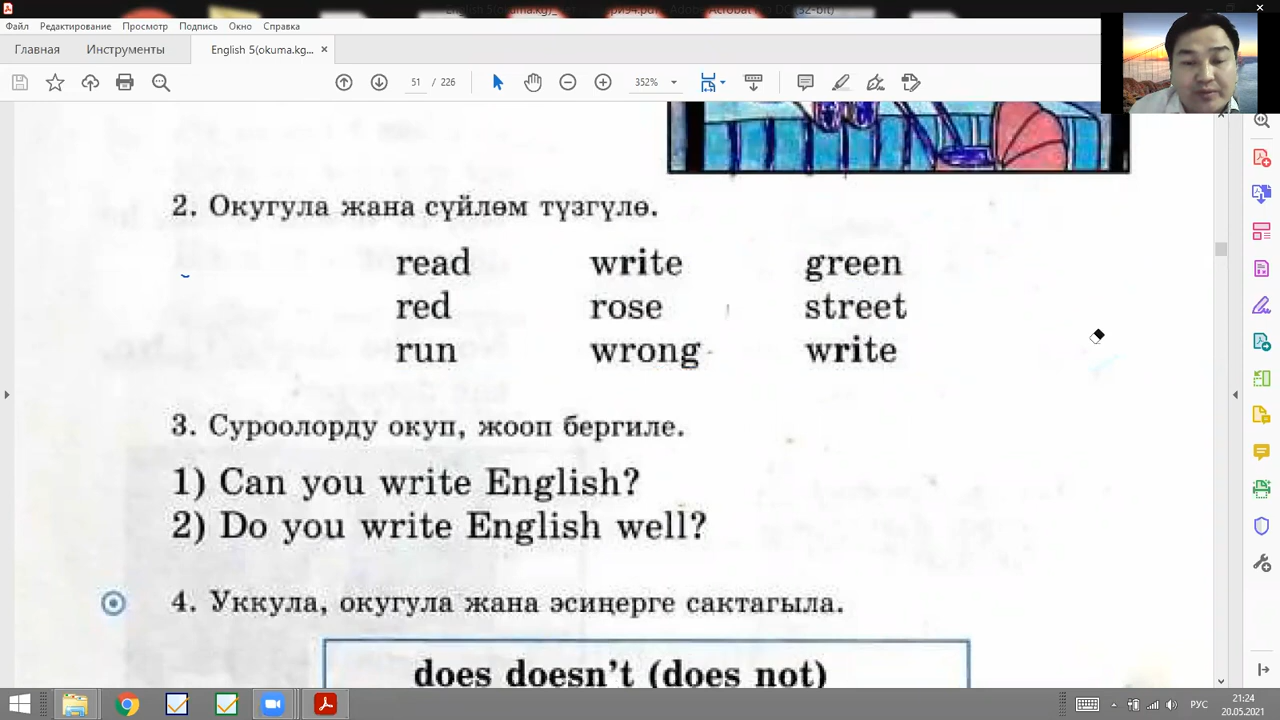 Файл Редактирование Просмотр Подпись Окно Справка
Главная Инструменты English 5(okuma.kg... ×
51 / 226 352%
2. Окугула жана сүйлөм түзгүлө.
read write green
red rose street
run wrong write
3. Суроолорду окуп, жооп бергиле.
1) Can you write English?
2) Do you write English well?
4. Уккула, окугула жана эсиңерге сактагыла.
does doesn’t (does not)
РУС
21:24
20.05.2021